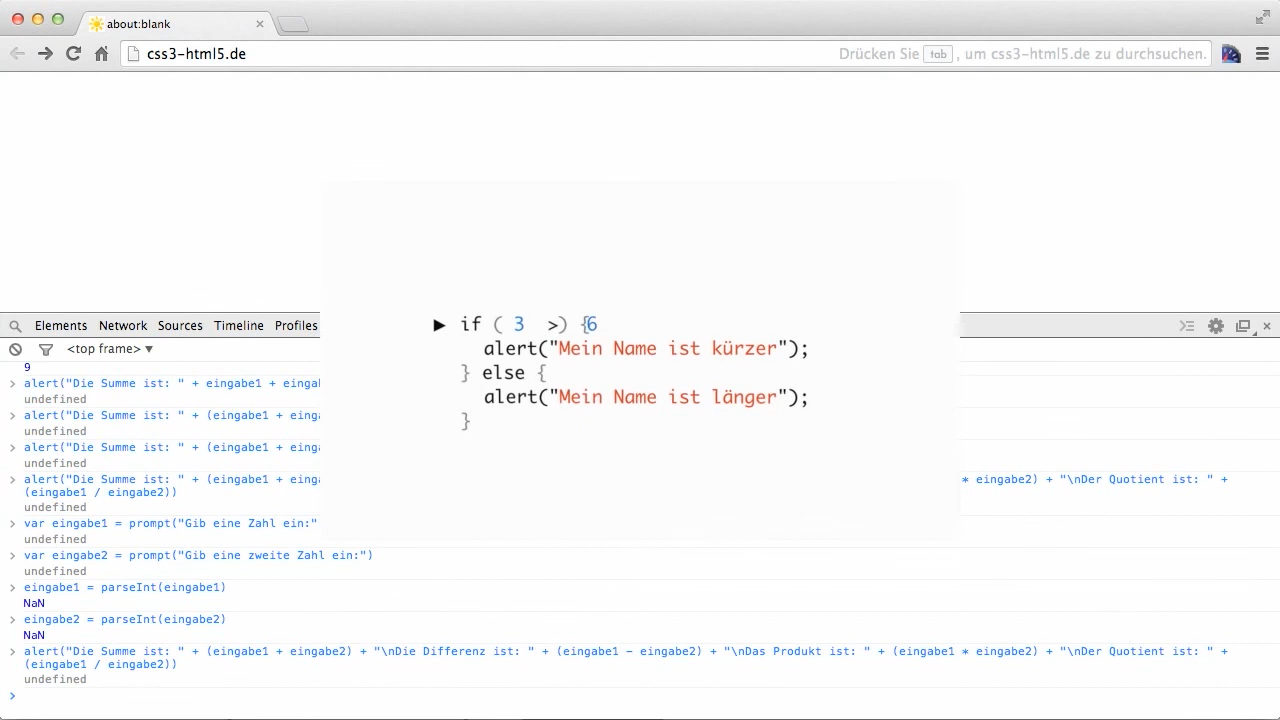 about:blank
css3-html5.de
Drücken Sie tab , um css3-html5.de zu durchsuchen.
if ( 3 >) {6
alert("Mein Name ist kürzer");
} else {
alert("Mein Name ist länger");
}
Elements Network Sources Timeline Profiles
<top frame>
9
alert("Die Summe ist: " + eingabe1 + eingab
undefined
alert("Die Summe ist: " + (eingabe1 + einga
undefined
alert("Die Summe ist: " + (eingabe1 + einga
undefined
alert("Die Summe ist: " + (eingabe1 + einga * eingabe2) + "\nDer Quotient ist: " +
(eingabe1 / eingabe2))
undefined
var eingabe1 = prompt("Gib eine Zahl ein:"
undefined
var eingabe2 = prompt("Gib eine zweite Zahl ein:")
undefined
eingabe1 = parseInt(eingabe1)
NaN
eingabe2 = parseInt(eingabe2)
NaN
alert("Die Summe ist: " + (eingabe1 + eingabe2) + "\nDie Differenz ist: " + (eingabe1 - eingabe2) + "\nDas Produkt ist: " + (eingabe1 * eingabe2) + "\nDer Quotient ist: " +
(eingabe1 / eingabe2))
undefined